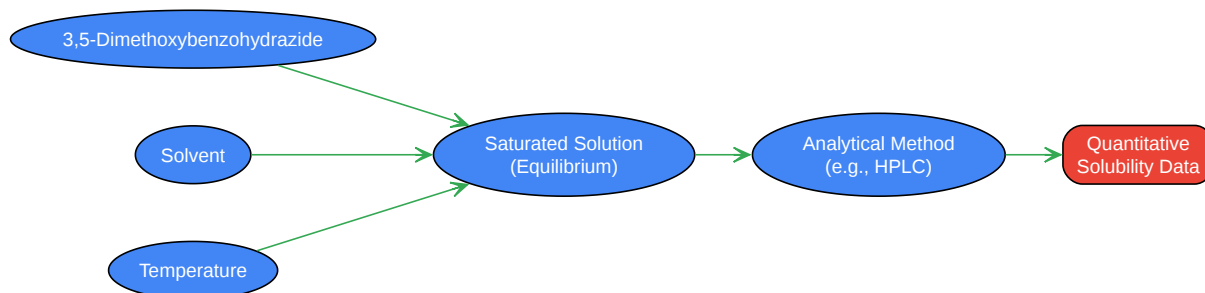 3,5-Dimethoxybenzohydrazide
Solvent
Temperature
Saturated Solution
(Equilibrium)
Analytical Method
(e.g., HPLC)
Quantitative
Solubility Data